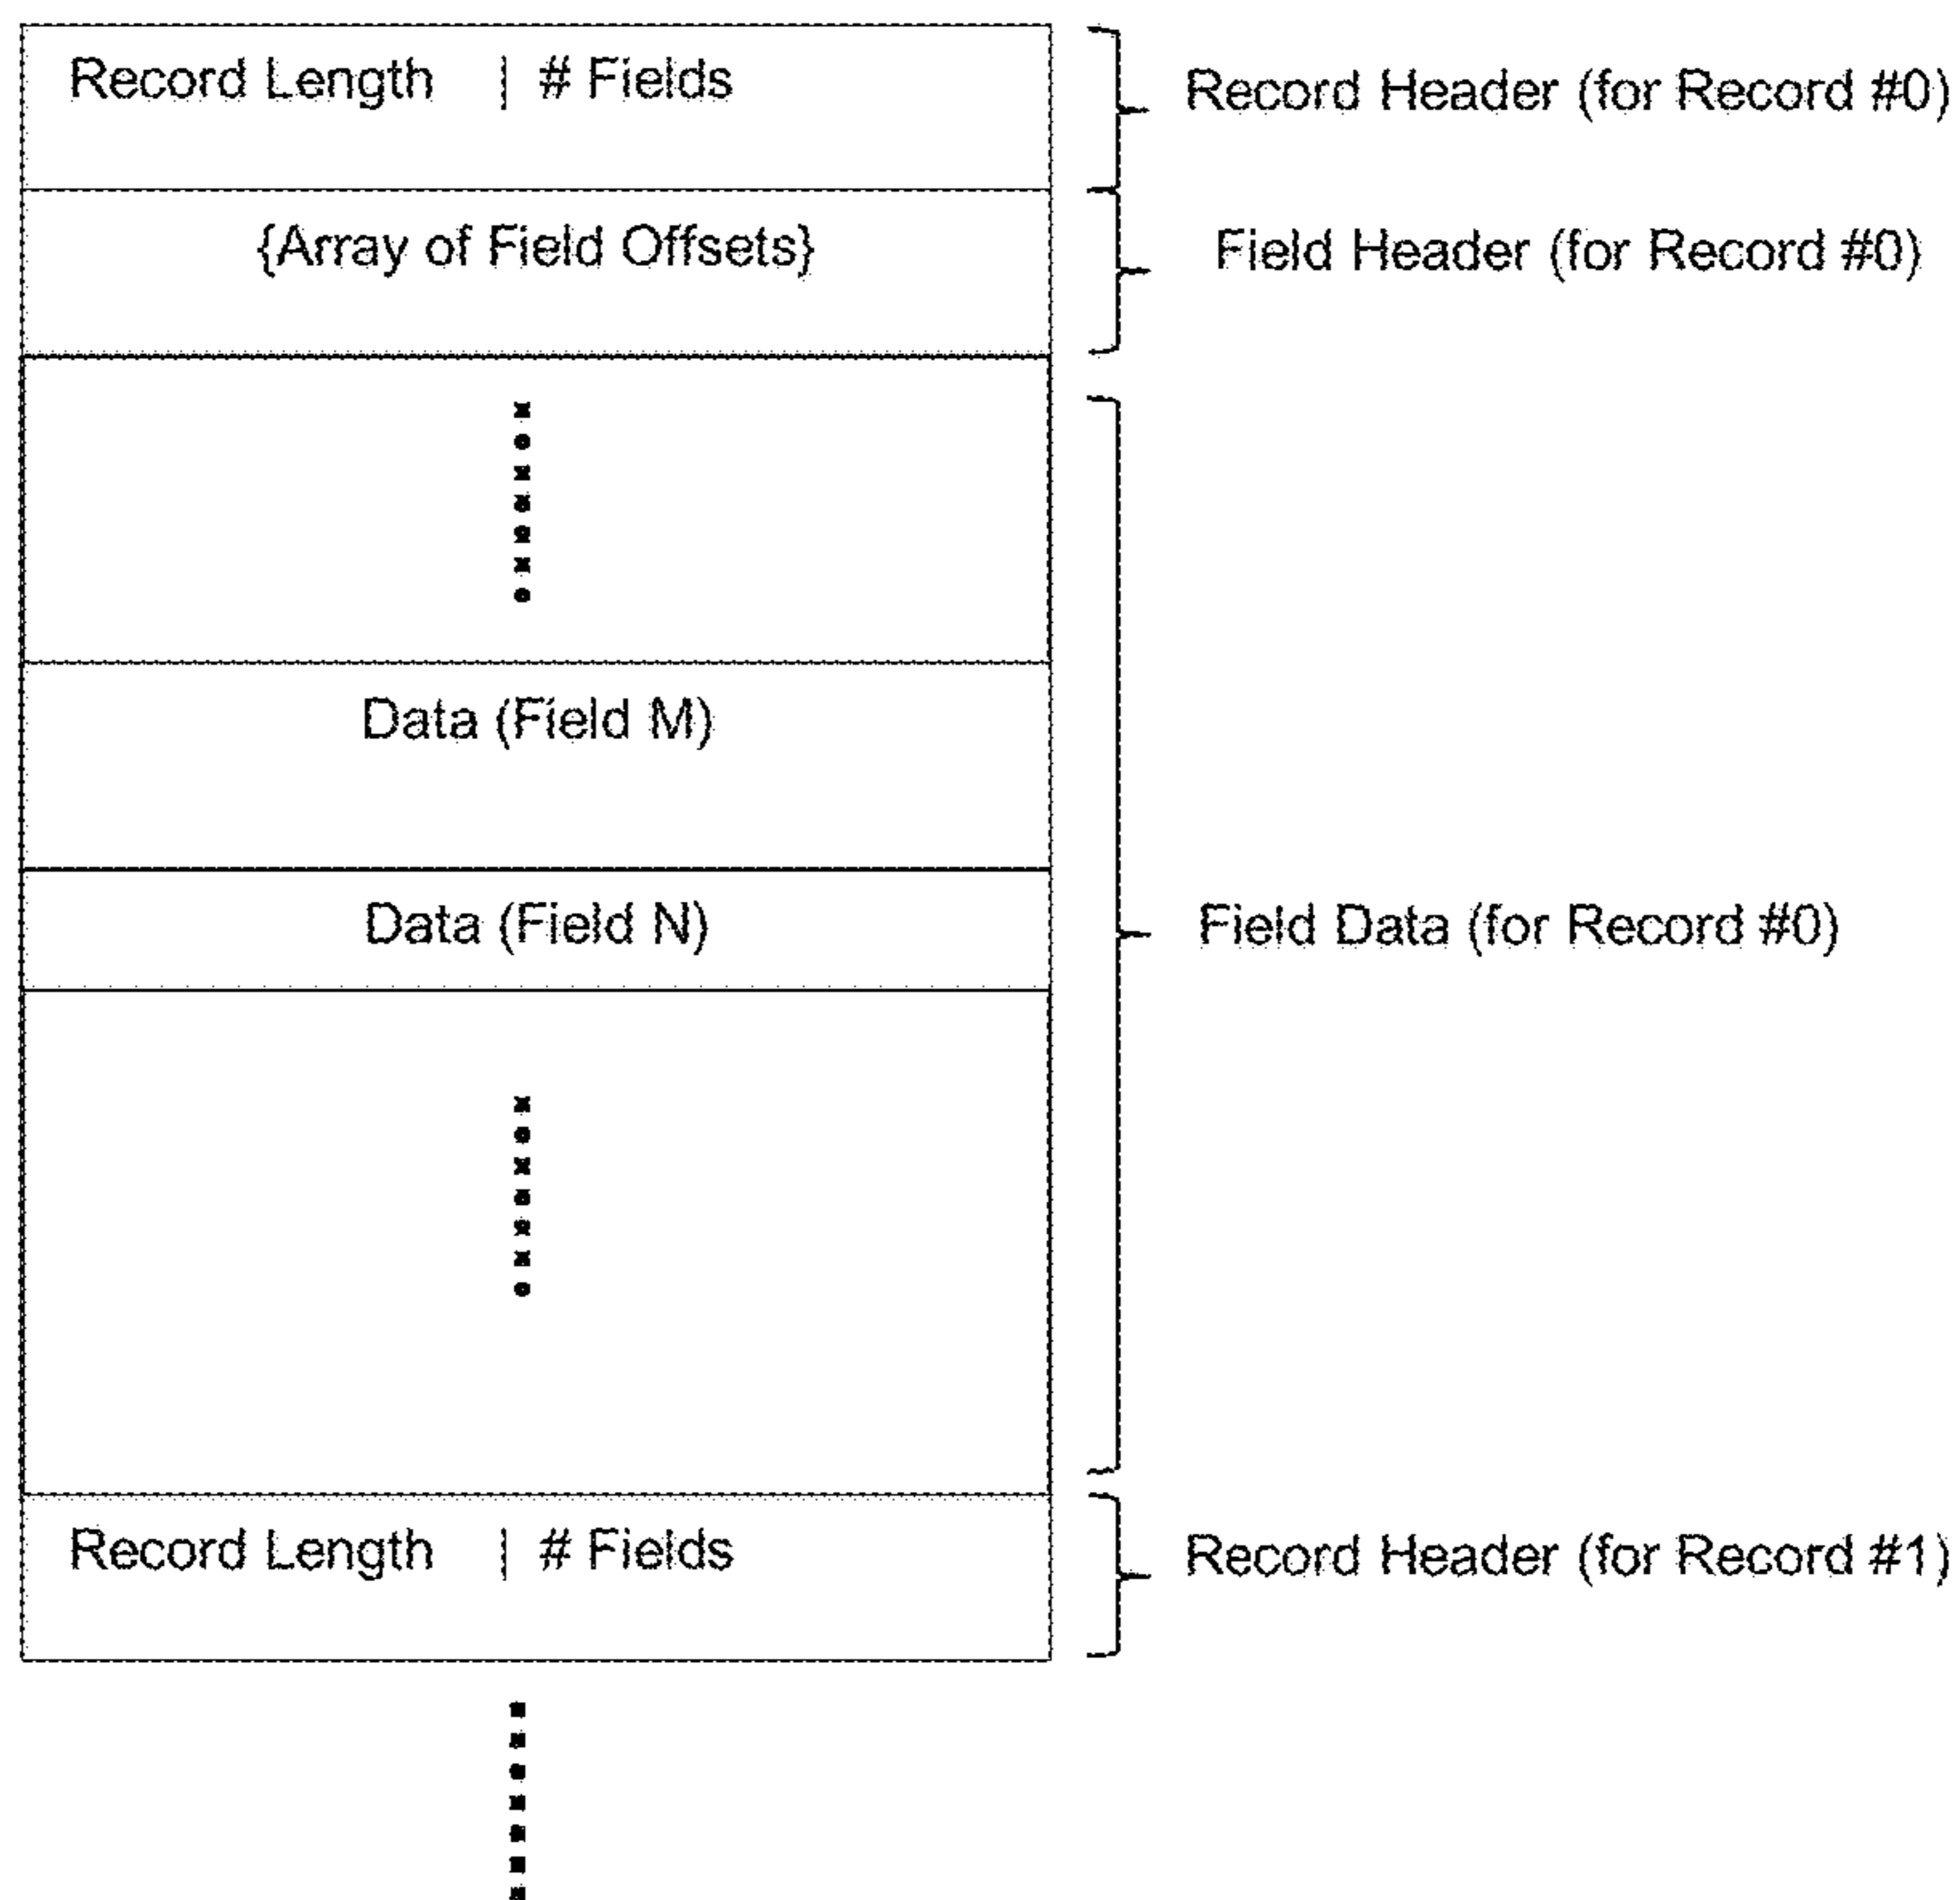 Record Length | # Fields
Record Header (for Record #0)
{Array of Field Offsets}
Field Header (for Record #0)
Data (Field M)
Data (Field N)
Field Data (for Record #0)
Record Length | # Fields
Record Header (for Record #1)